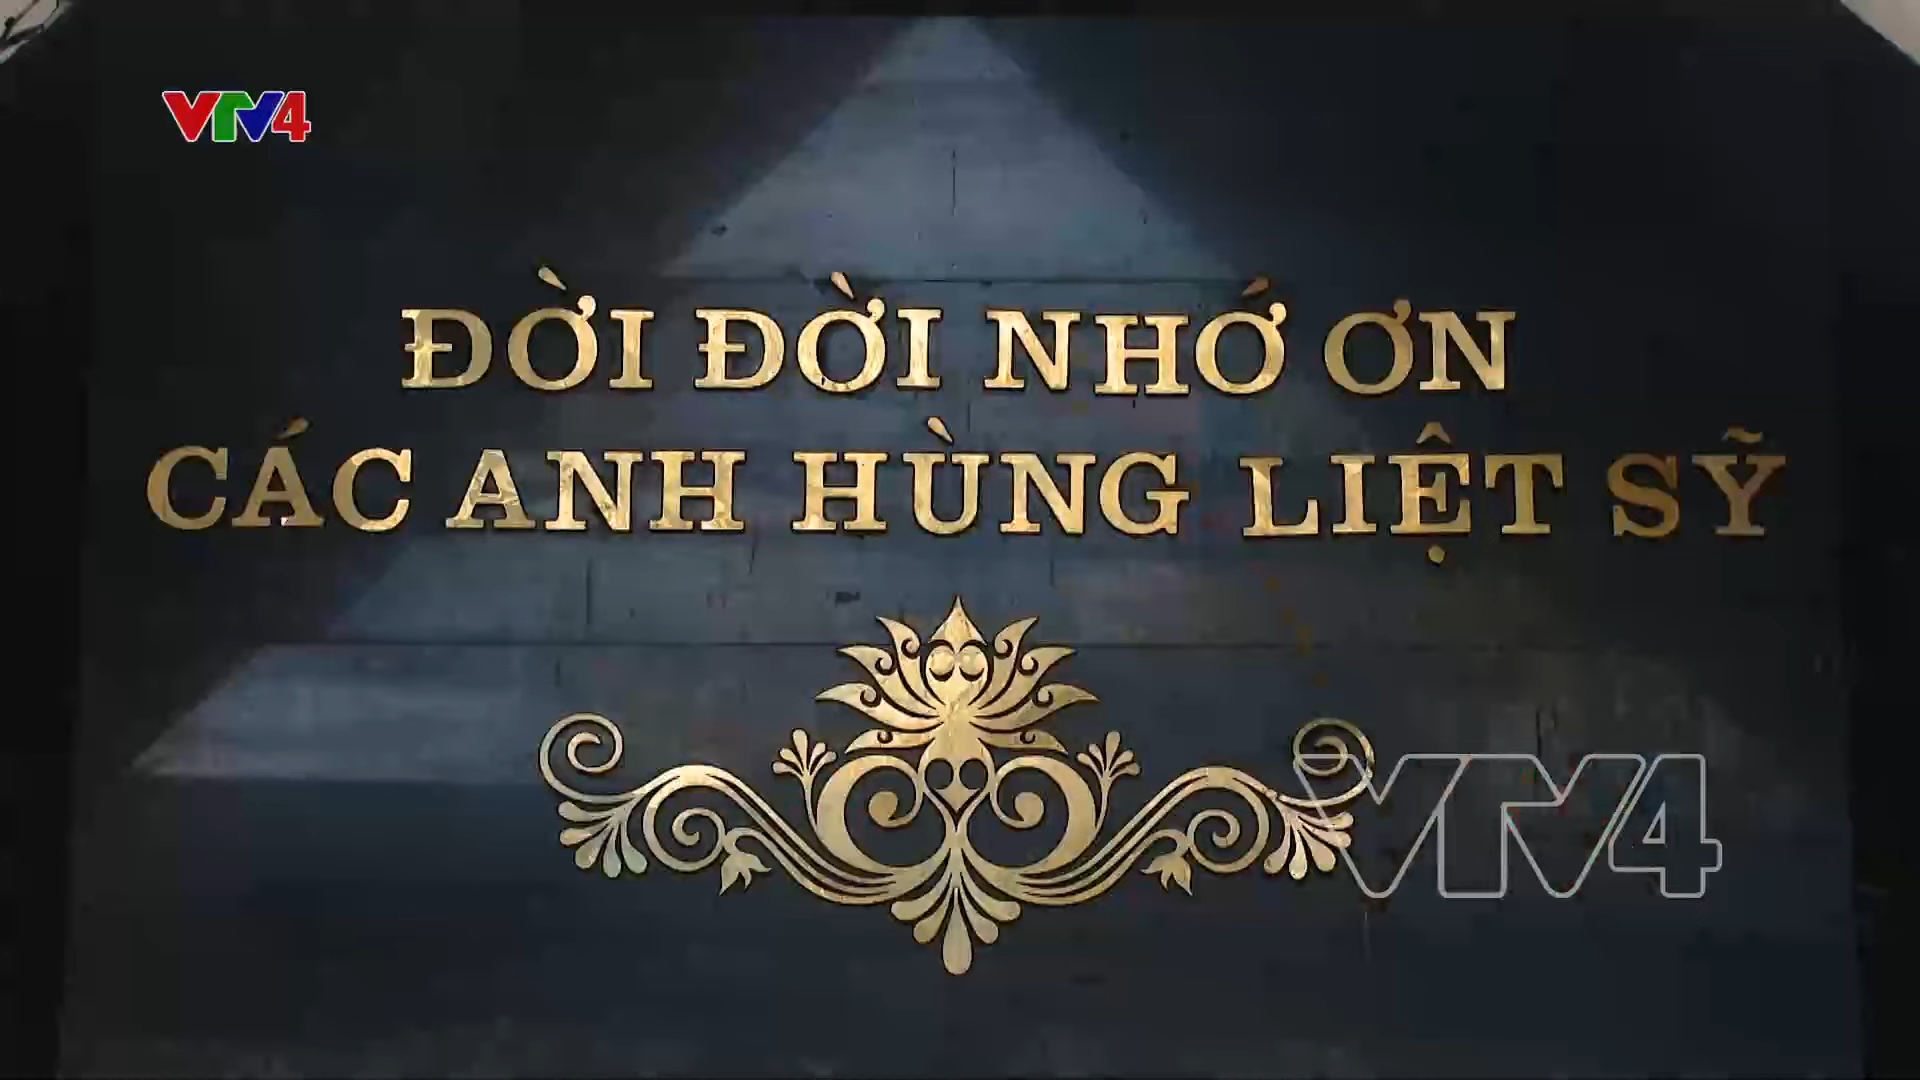 VTV4
ĐỜI ĐỜI NHỚ ƠN
CÁC ANH HÙNG LIỆT SỸ
VTV4